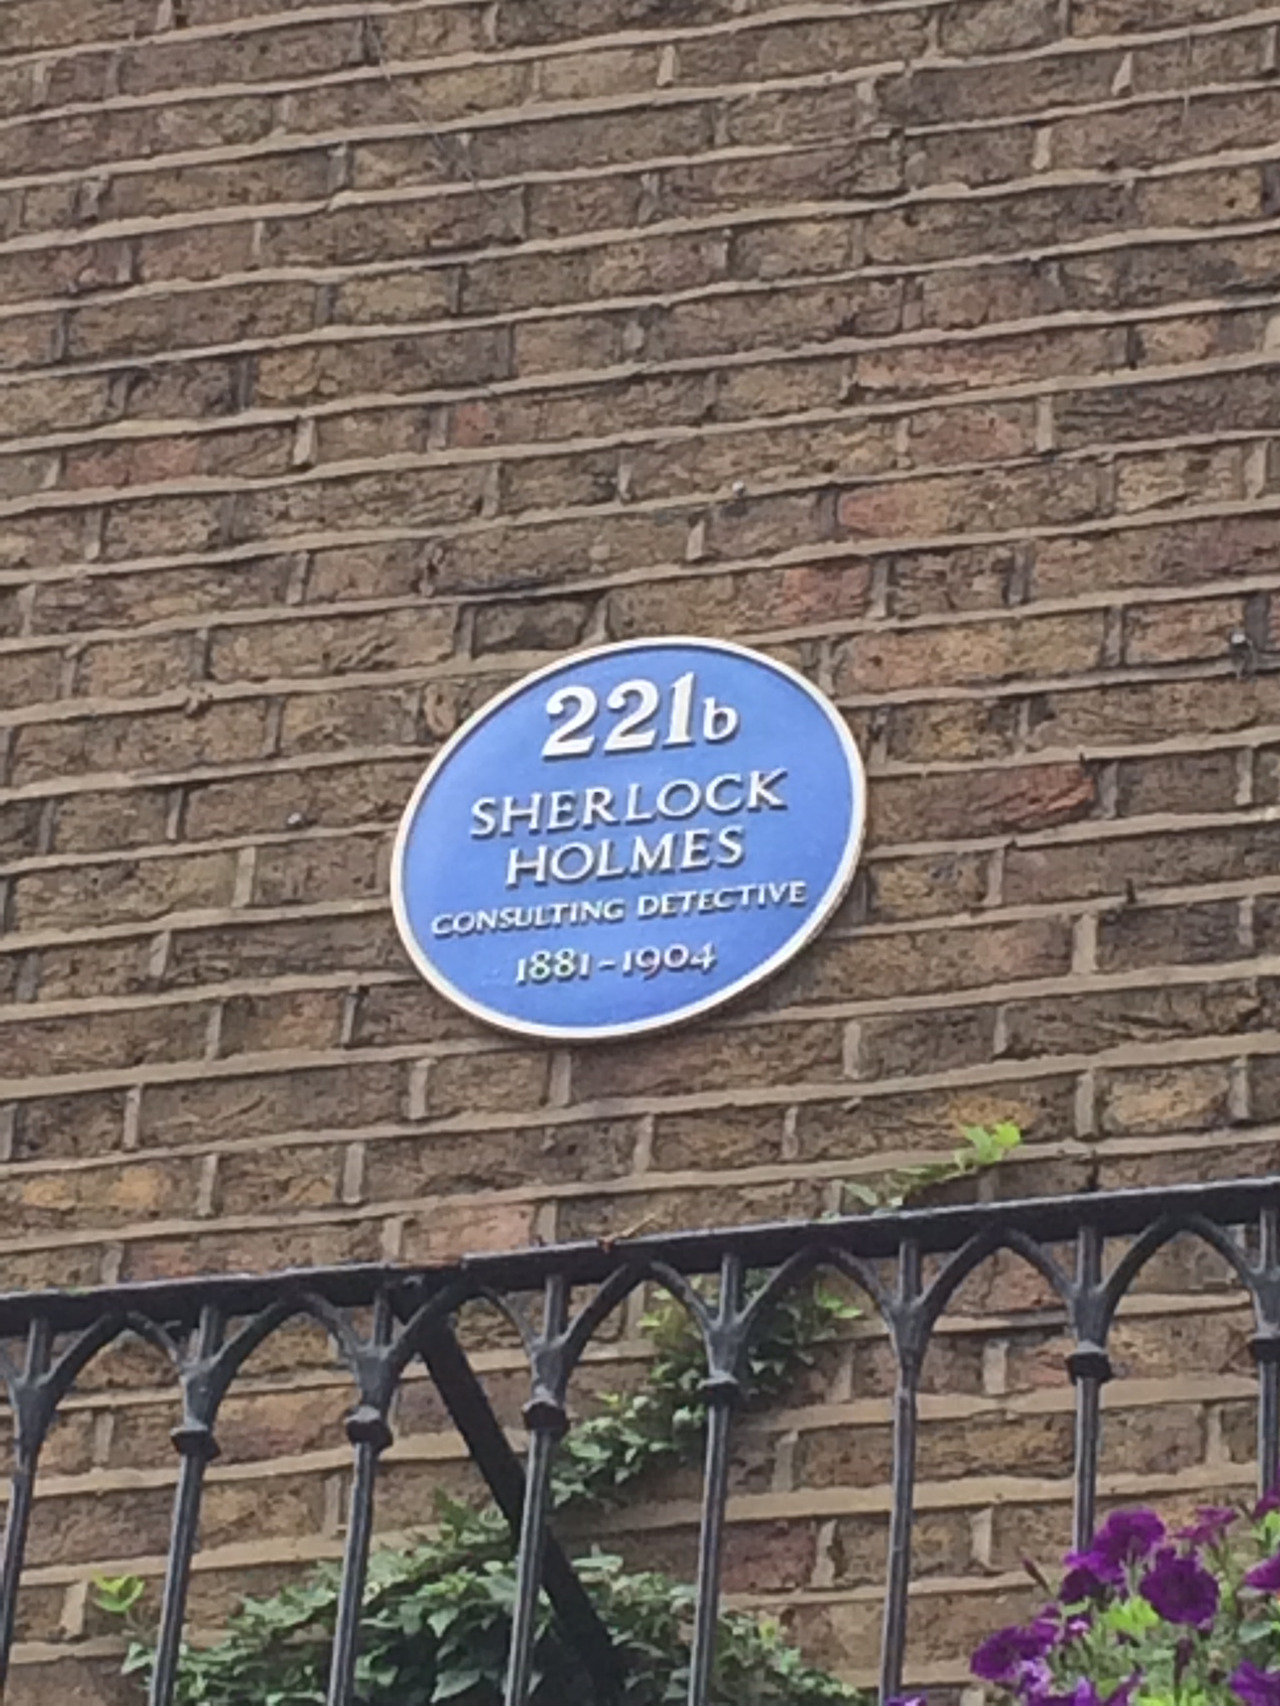 221b
SHERLOCK
HOLMES
CONSULTING DETECTIVE
1881-1904